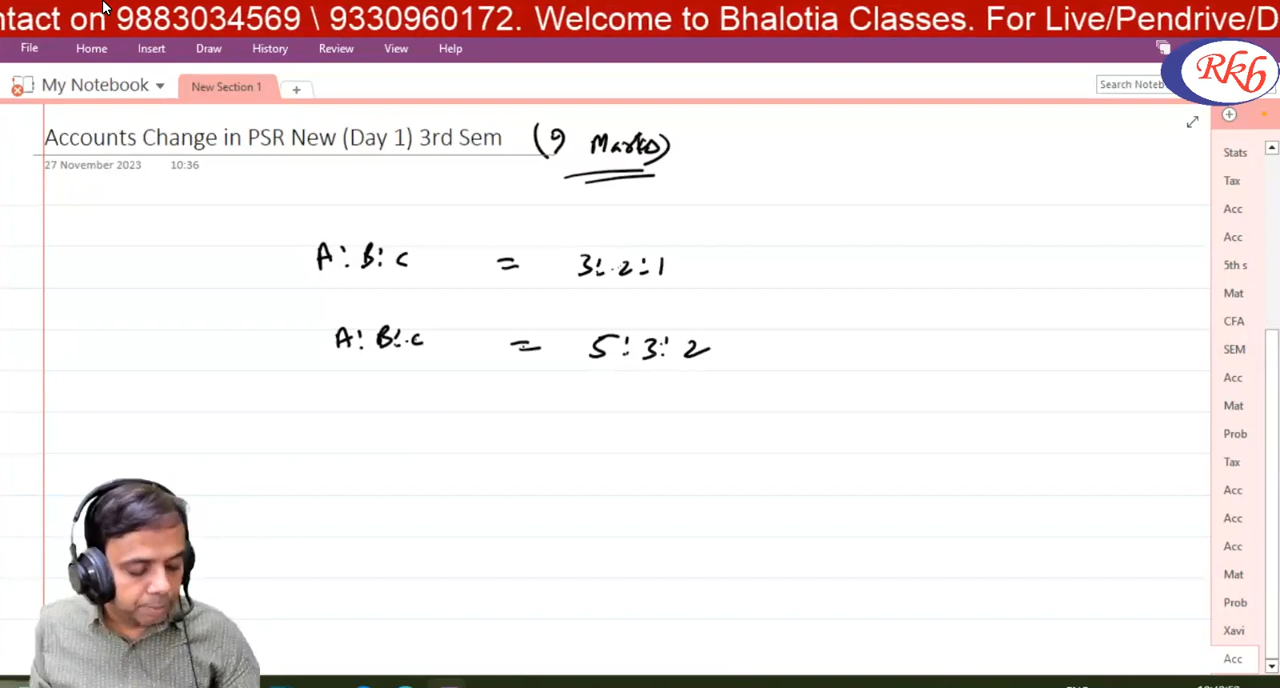 ntact on 9883034569 \ 9330960172. Welcome to Bhalotia Classes. For Live/Pendrive/D
File Home Insert Draw History Review View Help
Rkb
My Notebook New Section 1 + Search Noteb
Accounts Change in PSR New (Day 1) 3rd Sem (9 Marks)
27 November 2023 10:36
A:B:C = 3:2:1
A:B:C = 5:3:2
Stats
Tax
Acc
Acc
5th s
Mat
CFA
SEM
Acc
Mat
Prob
Tax
Acc
Acc
Acc
Mat
Prob
Xavi
Acc